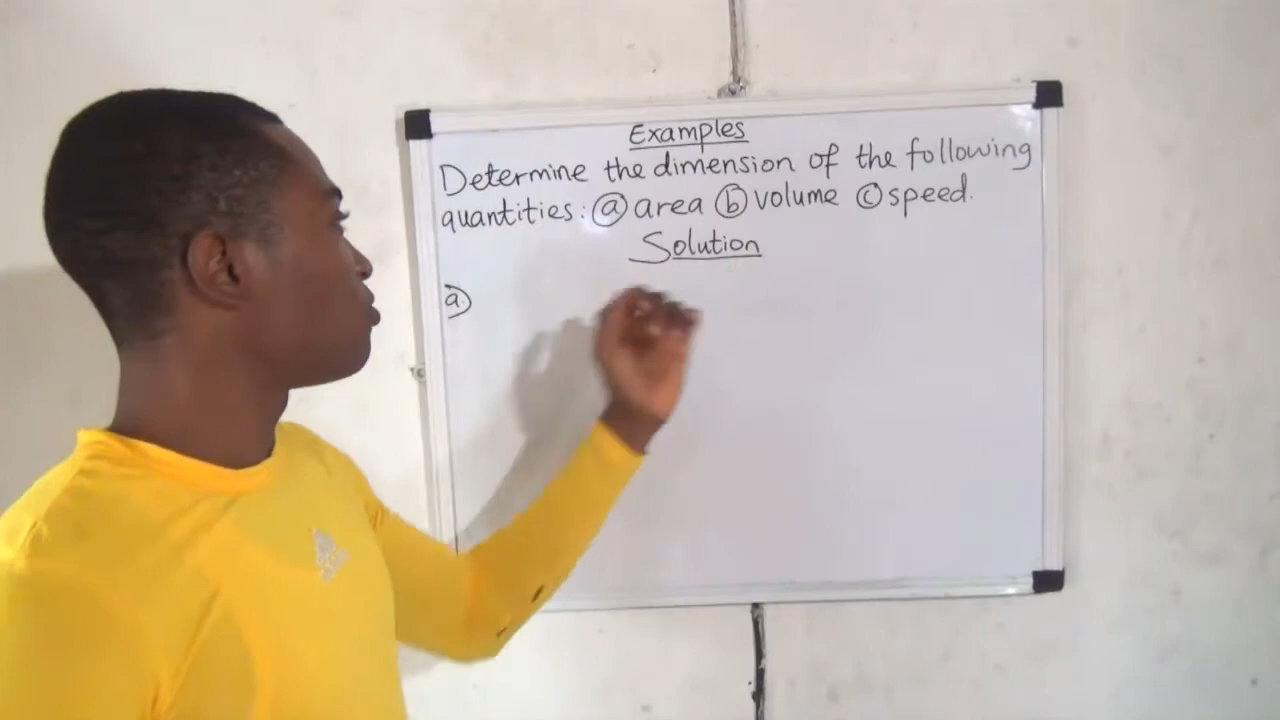 Examples
Determine the dimension of the following
quantities: ⓐ area ⓑ volume ⓒ speed.
Solution
ⓐ